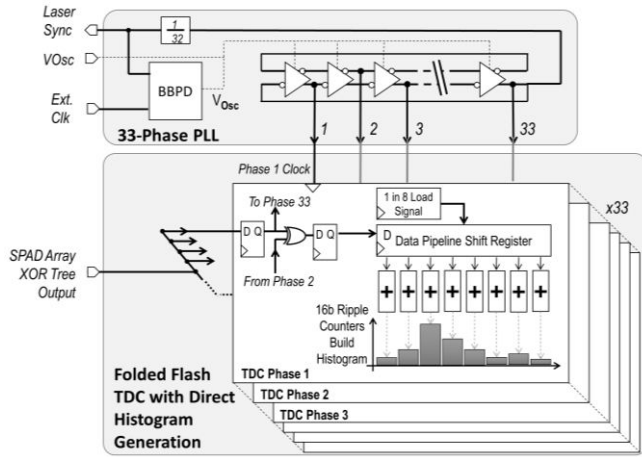 Laser
Sync
1
32
VOsc
BBPD
VOsc
Ext.
Clk
33-Phase PLL
1
2
3
33
Phase 1 Clock
To Phase 33
1 in 8 Load
Signal
x33
D Q
D Q
D
Data Pipeline Shift Register
SPAD Array
XOR Tree
Output
From Phase 2
+ + + + + + + +
16b Ripple
Counters
Build
Histogram
Folded Flash
TDC with Direct
Histogram
Generation
TDC Phase 1
TDC Phase 2
TDC Phase 3